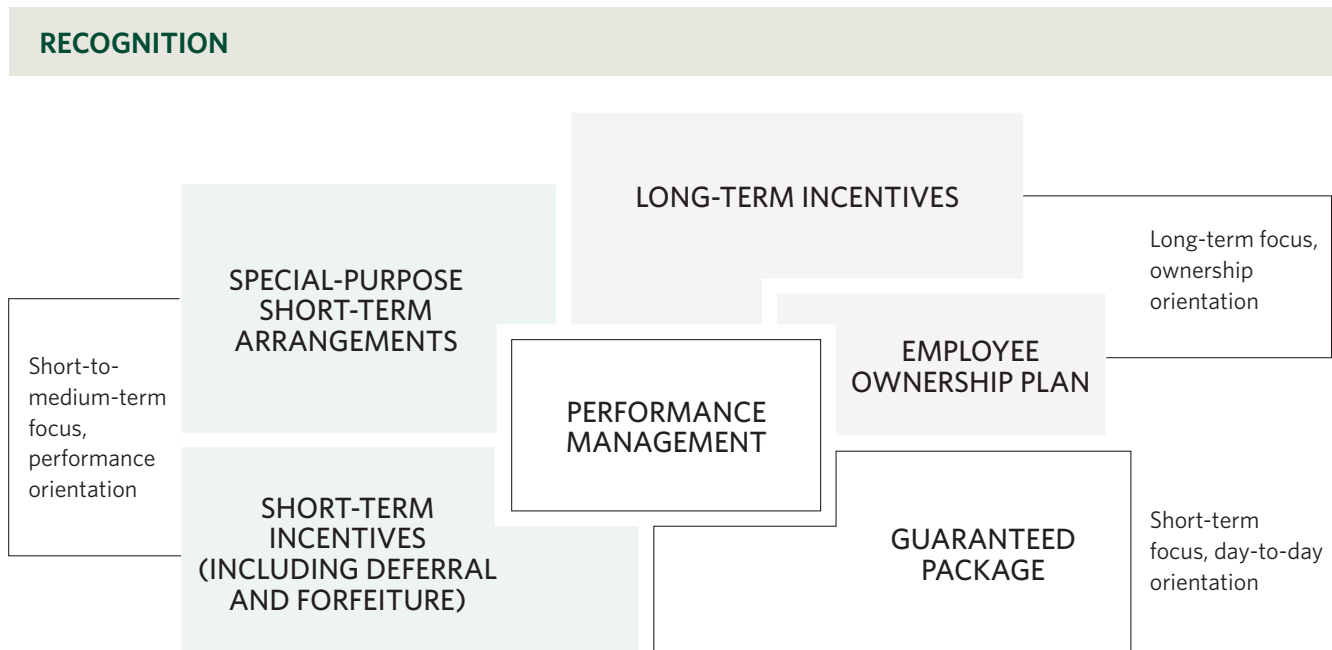 RECOGNITION
LONG-TERM INCENTIVES
Long-term focus,
ownership
orientation
SPECIAL-PURPOSE
SHORT-TERM
ARRANGEMENTS
EMPLOYEE
OWNERSHIP PLAN
Short-to-
medium-term
focus,
performance
orientation
PERFORMANCE
MANAGEMENT
SHORT-TERM
INCENTIVES
(INCLUDING DEFERRAL
AND FORFEITURE)
GUARANTEED
PACKAGE
Short-term
focus, day-to-day
orientation